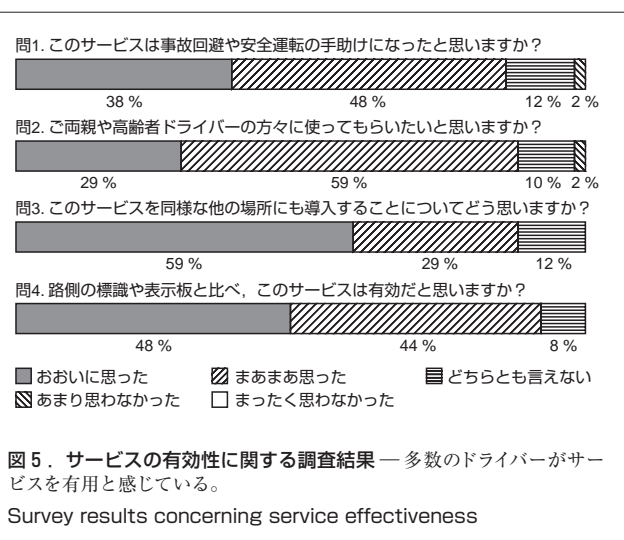 問1. このサービスは事故回避や安全運転の手助けになったと思いますか？
38 % 48 % 12 % 2 %
問2. ご両親や高齢者ドライバーの方々に使ってもらいたいと思いますか？
29 % 59 % 10 % 2 %
問3. このサービスを同様な他の場所にも導入することについてどう思いますか？
59 % 29 % 12 %
問4. 路側の標識や表示板と比べ，このサービスは有効だと思いますか？
48 % 44 % 8 %
おおいに思った まあまあ思った どちらとも言えない
あまり思わなかった まったく思わなかった
図5．サービスの有効性に関する調査結果 — 多数のドライバーがサー
ビスを有用と感じている。
Survey results concerning service effectiveness